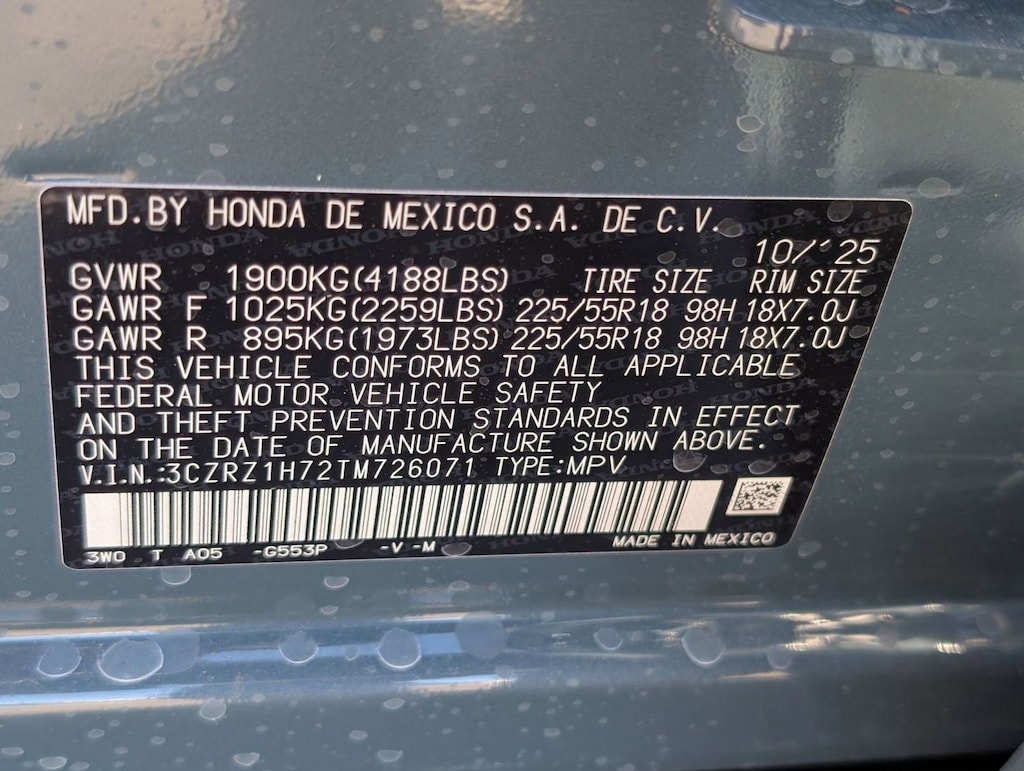 MFD.BY HONDA DE MEXICO S.A. DE C.V.
10/'25
GVWR 1900KG(4188LBS) TIRE SIZE RIM SIZE
GAWR F 1025KG(2259LBS) 225/55R18 98H 18X7.0J
GAWR R 895KG(1973LBS) 225/55R18 98H 18X7.0J
THIS VEHICLE CONFORMS TO ALL APPLICABLE
FEDERAL MOTOR VEHICLE SAFETY
AND THEFT PREVENTION STANDARDS IN EFFECT
ON THE DATE OF MANUFACTURE SHOWN ABOVE.
V.I.N.:3CZRZ1H72TM726071 TYPE:MPV
3W0 T A05 -G553P -V -M MADE IN MEXICO